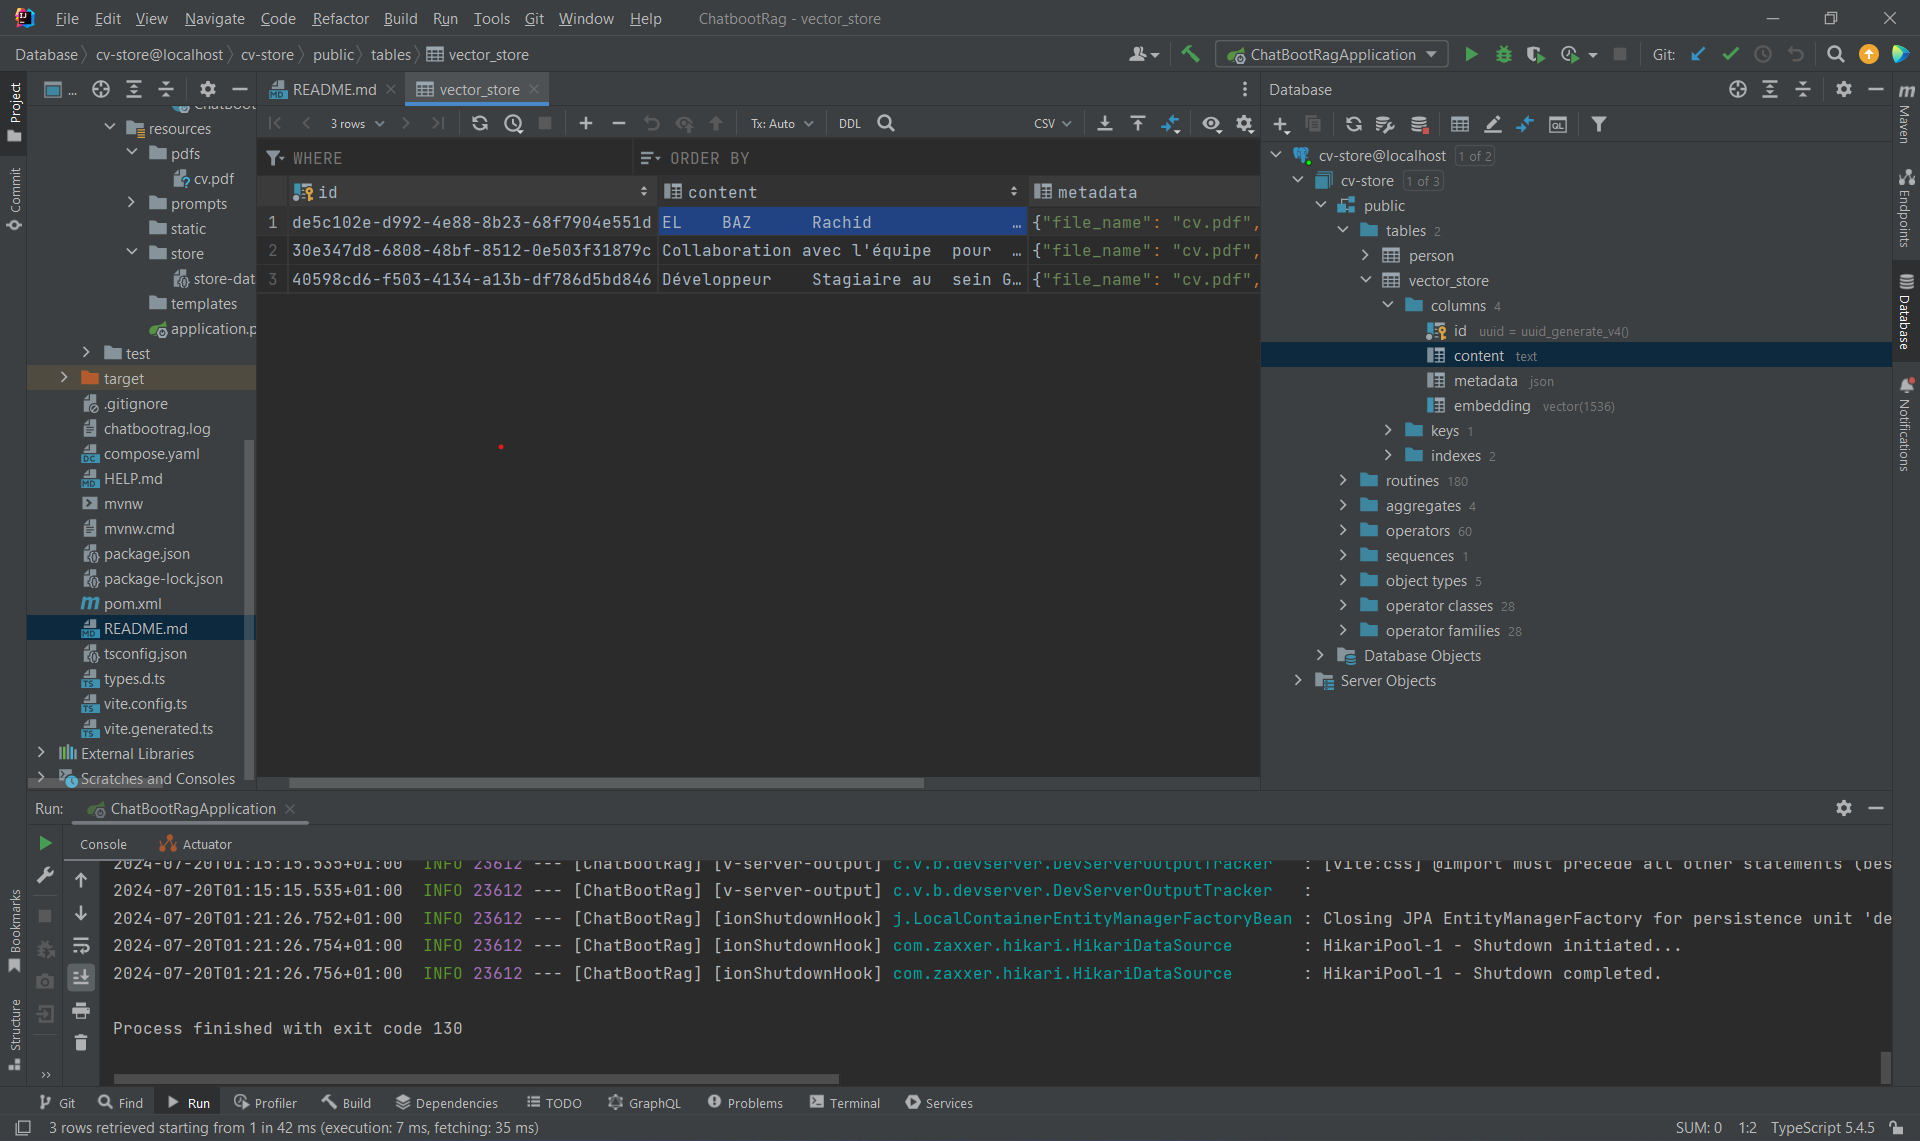 File Edit View Navigate Code Refactor Build Run Tools Git Window Help ChatbootRag - vector_store
Database cv-store@localhost cv-store public tables vector_store
ChatBootRagApplication Git:
Project
Commit
Bookmarks
Structure
...
resources
pdfs
cv.pdf
prompts
static
store
store-dat
templates
application.p
test
target
.gitignore
chatbootrag.log
compose.yaml
HELP.md
mvnw
mvnw.cmd
package.json
package-lock.json
pom.xml
README.md
tsconfig.json
types.d.ts
vite.config.ts
vite.generated.ts
External Libraries
Scratches and Consoles
README.md vector_store
3 rows Tx: Auto DDL CSV
WHERE ORDER BY
id content metadata
1 de5c102e-d992-4e88-8b23-68f7904e551d EL BAZ Rachid … {"file_name": "cv.pdf",
2 30e347d8-6808-48bf-8512-0e503f31879c Collaboration avec l'équipe pour … {"file_name": "cv.pdf",
3 40598cd6-f503-4134-a13b-df786d5bd846 Développeur Stagiaire au sein G… {"file_name": "cv.pdf",
Database
cv-store@localhost 1 of 2
cv-store 1 of 3
public
tables 2
person
vector_store
columns 4
id uuid = uuid_generate_v4()
content text
metadata json
embedding vector(1536)
keys 1
indexes 2
routines 180
aggregates 4
operators 60
sequences 1
object types 5
operator classes 28
operator families 28
Database Objects
Server Objects
Maven
Endpoints
Database
Notifications
Run: ChatBootRagApplication
Console Actuator
2024-07-20T01:15:15.535+01:00 INFO 23612 --- [ChatBootRag] [v-server-output] c.v.b.devserver.DevServerOutputTracker : [vite:css] @import must precede all other statements (bes
2024-07-20T01:15:15.535+01:00 INFO 23612 --- [ChatBootRag] [v-server-output] c.v.b.devserver.DevServerOutputTracker :
2024-07-20T01:21:26.752+01:00 INFO 23612 --- [ChatBootRag] [ionShutdownHook] j.LocalContainerEntityManagerFactoryBean : Closing JPA EntityManagerFactory for persistence unit 'de
2024-07-20T01:21:26.754+01:00 INFO 23612 --- [ChatBootRag] [ionShutdownHook] com.zaxxer.hikari.HikariDataSource : HikariPool-1 - Shutdown initiated...
2024-07-20T01:21:26.756+01:00 INFO 23612 --- [ChatBootRag] [ionShutdownHook] com.zaxxer.hikari.HikariDataSource : HikariPool-1 - Shutdown completed.
Process finished with exit code 130
Git Find Run Profiler Build Dependencies TODO GraphQL Problems Terminal Services
3 rows retrieved starting from 1 in 42 ms (execution: 7 ms, fetching: 35 ms) SUM: 0 1:2 TypeScript 5.4.5